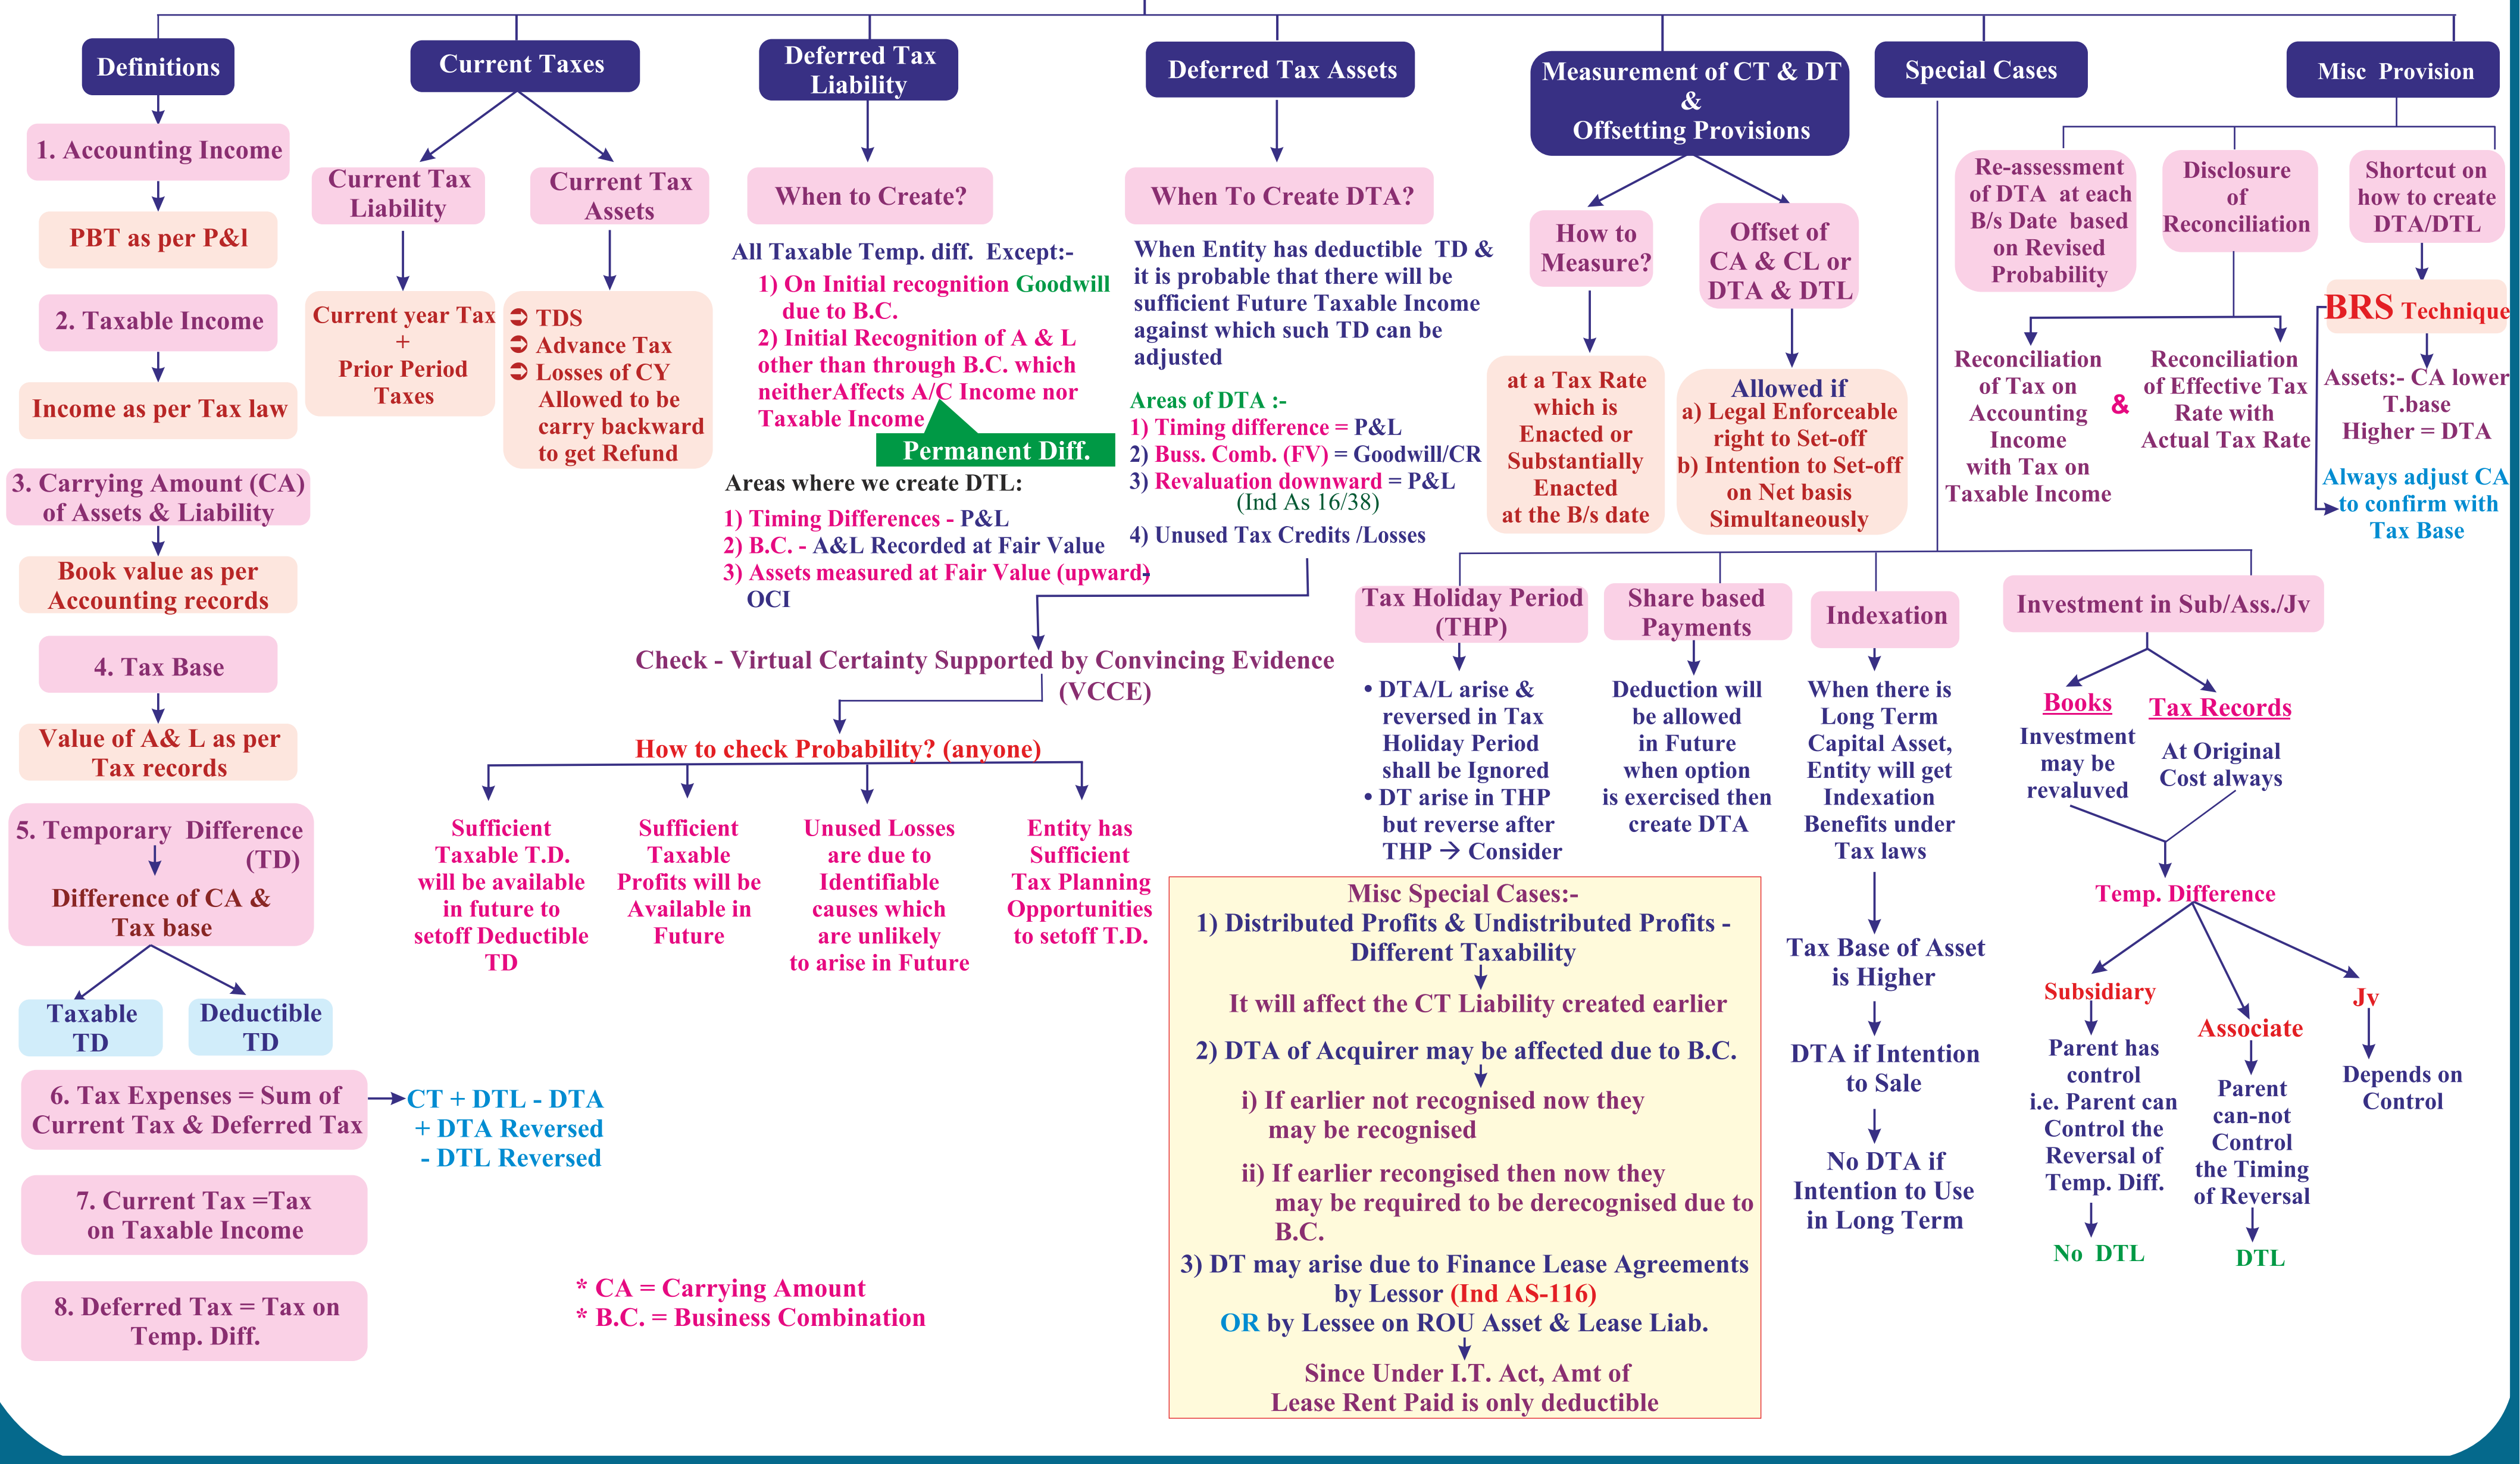 Definitions
1. Accounting Income
PBT as per P&l
2. Taxable Income
Income as per Tax law
3. Carrying Amount (CA)
of Assets & Liability
Book value as per
Accounting records
4. Tax Base
Value of A& L as per
Tax records
5. Temporary Difference
(TD)
Difference of CA &
Tax base
Taxable
TD
Deductible
TD
6. Tax Expenses = Sum of
Current Tax & Deferred Tax
CT + DTL - DTA
+ DTA Reversed
- DTL Reversed
7. Current Tax =Tax
on Taxable Income
8. Deferred Tax = Tax on
Temp. Diff.
Current Taxes
Current Tax
Liability
Current year Tax
+
Prior Period
Taxes
Current Tax
Assets
➲ TDS
➲ Advance Tax
➲ Losses of CY
Allowed to be
carry backward
to get Refund
Deferred Tax
Liability
When to Create?
All Taxable Temp. diff. Except:-
1) On Initial recognition Goodwill
due to B.C.
2) Initial Recognition of A & L
other than through B.C. which
neitherAffects A/C Income nor
Taxable Income
Permanent Diff.
Areas where we create DTL:
1) Timing Differences - P&L
2) B.C. - A&L Recorded at Fair Value
3) Assets measured at Fair Value (upward)-
OCI
Deferred Tax Assets
When To Create DTA?
When Entity has deductible TD &
it is probable that there will be
sufficient Future Taxable Income
against which such TD can be
adjusted
Areas of DTA :-
1) Timing difference = P&L
2) Buss. Comb. (FV) = Goodwill/CR
3) Revaluation downward = P&L
(Ind As 16/38)
4) Unused Tax Credits /Losses
Check - Virtual Certainty Supported by Convincing Evidence
(VCCE)
How to check Probability? (anyone)
Sufficient
Taxable T.D.
will be available
in future to
setoff Deductible
TD
Sufficient
Taxable
Profits will be
Available in
Future
Unused Losses
are due to
Identifiable
causes which
are unlikely
to arise in Future
Entity has
Sufficient
Tax Planning
Opportunities
to setoff T.D.
* CA = Carrying Amount
* B.C. = Business Combination
Measurement of CT & DT
&
Offsetting Provisions
How to
Measure?
at a Tax Rate
which is
Enacted or
Substantially
Enacted
at the B/s date
Offset of
CA & CL or
DTA & DTL
Allowed if
a) Legal Enforceable
right to Set-off
b) Intention to Set-off
on Net basis
Simultaneously
Special Cases
Tax Holiday Period
(THP)
• DTA/L arise &
reversed in Tax
Holiday Period
shall be Ignored
• DT arise in THP
but reverse after
THP → Consider
Share based
Payments
Deduction will
be allowed
in Future
when option
is exercised then
create DTA
Indexation
When there is
Long Term
Capital Asset,
Entity will get
Indexation
Benefits under
Tax laws
Tax Base of Asset
is Higher
DTA if Intention
to Sale
No DTA if
Intention to Use
in Long Term
Investment in Sub/Ass./Jv
Books
Investment
may be
revaluved
Tax Records
At Original
Cost always
Temp. Difference
Subsidiary
Parent has
control
i.e. Parent can
Control the
Reversal of
Temp. Diff.
No DTL
Associate
Parent
can-not
Control
the Timing
of Reversal
DTL
Jv
Depends on
Control
Misc Special Cases:-
1) Distributed Profits & Undistributed Profits -
Different Taxability
It will affect the CT Liability created earlier
2) DTA of Acquirer may be affected due to B.C.
i) If earlier not recognised now they
may be recognised
ii) If earlier recongised then now they
may be required to be derecognised due to
B.C.
3) DT may arise due to Finance Lease Agreements
by Lessor (Ind AS-116)
OR by Lessee on ROU Asset & Lease Liab.
Since Under I.T. Act, Amt of
Lease Rent Paid is only deductible
Misc Provision
Re-assessment
of DTA at each
B/s Date based
on Revised
Probability
Disclosure
of
Reconciliation
Reconciliation
of Tax on
Accounting
Income
with Tax on
Taxable Income
&
Reconciliation
of Effective Tax
Rate with
Actual Tax Rate
Shortcut on
how to create
DTA/DTL
BRS Technique
Assets:- CA lower
T.base
Higher = DTA
Always adjust CA
to confirm with
Tax Base